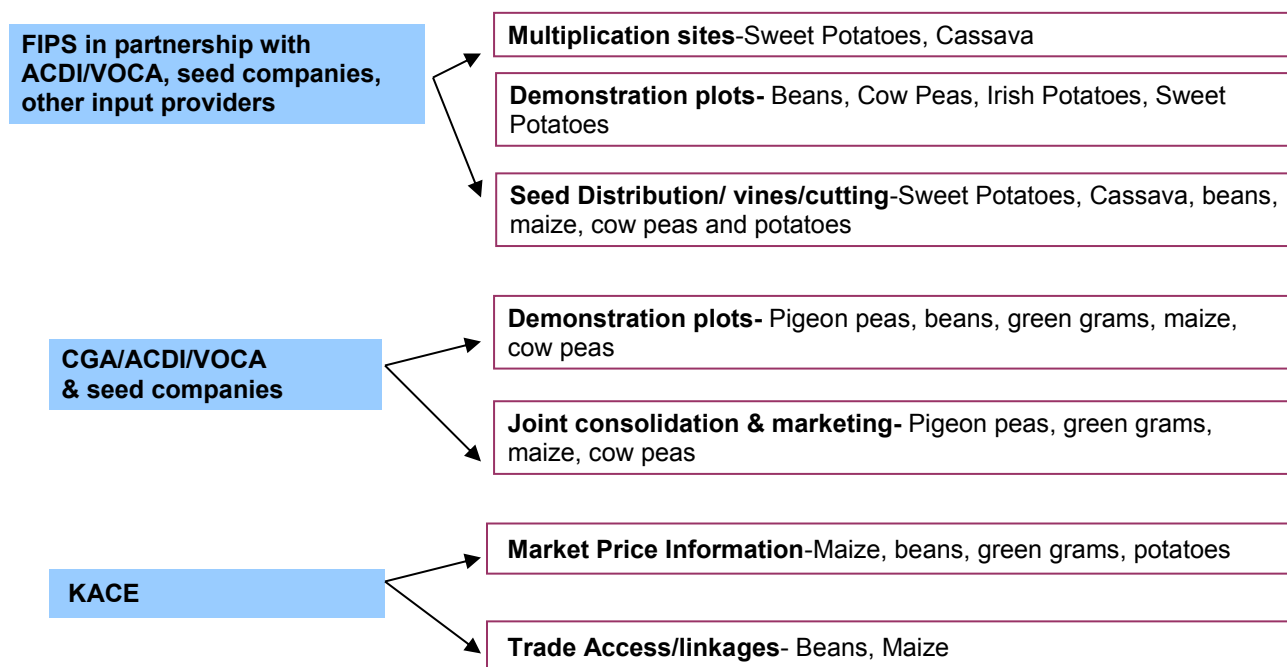 FIPS in partnership with
ACDI/VOCA, seed companies,
other input providers
Multiplication sites-Sweet Potatoes, Cassava
Demonstration plots- Beans, Cow Peas, Irish Potatoes, Sweet
Potatoes
Seed Distribution/ vines/cutting-Sweet Potatoes, Cassava, beans,
maize, cow peas and potatoes
CGA/ACDI/VOCA
& seed companies
Demonstration plots- Pigeon peas, beans, green grams, maize,
cow peas
Joint consolidation & marketing- Pigeon peas, green grams,
maize, cow peas
KACE
Market Price Information-Maize, beans, green grams, potatoes
Trade Access/linkages- Beans, Maize